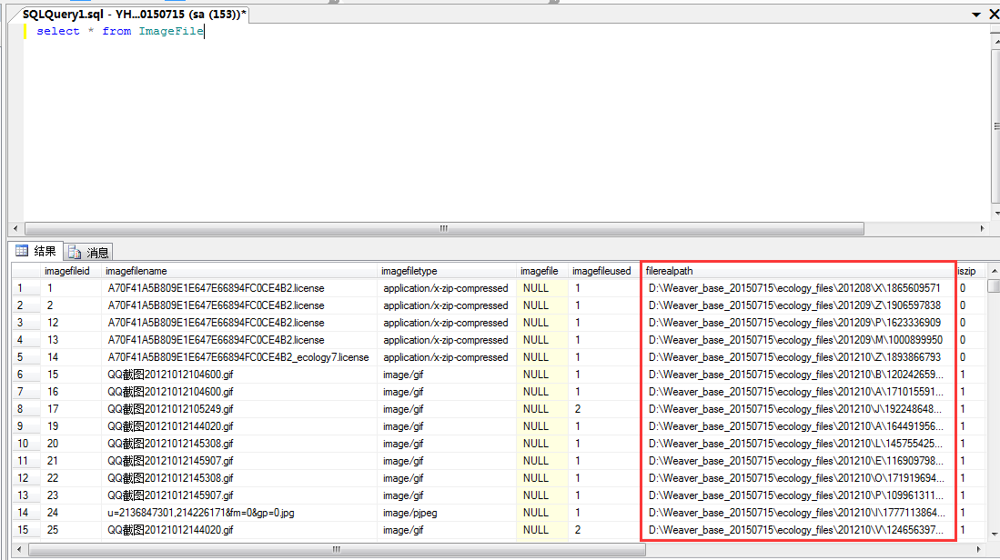 SQLQuery1.sql - YH...0150715 (sa (153))*
select * from ImageFile
结果 消息
imagefileid imagefilename imagefiletype imagefile imagefileused filerealpath iszip
1 1 A70F41A5B809E1E647E66894FC0CE4B2.license application/x-zip-compressed NULL 1 D:\Weaver_base_20150715\ecology_files\201208\X\1865609571 0
2 2 A70F41A5B809E1E647E66894FC0CE4B2.license application/x-zip-compressed NULL 1 D:\Weaver_base_20150715\ecology_files\201209\Z\1906597838 0
3 12 A70F41A5B809E1E647E66894FC0CE4B2.license application/x-zip-compressed NULL 1 D:\Weaver_base_20150715\ecology_files\201209\P\1623336909 0
4 13 A70F41A5B809E1E647E66894FC0CE4B2.license application/x-zip-compressed NULL 1 D:\Weaver_base_20150715\ecology_files\201209\M\1000899950 0
5 14 A70F41A5B809E1E647E66894FC0CE4B2_ecology7.license application/x-zip-compressed NULL 1 D:\Weaver_base_20150715\ecology_files\201210\Z\1893866793 0
6 15 QQ截图20121012104600.gif image/gif NULL 1 D:\Weaver_base_20150715\ecology_files\201210\B\120242659... 1
7 16 QQ截图20121012104600.gif image/gif NULL 1 D:\Weaver_base_20150715\ecology_files\201210\A\171015591... 1
8 17 QQ截图20121012105249.gif image/gif NULL 2 D:\Weaver_base_20150715\ecology_files\201210\J\192248648... 1
9 19 QQ截图20121012144020.gif image/gif NULL 1 D:\Weaver_base_20150715\ecology_files\201210\A\164491956... 1
10 20 QQ截图20121012145308.gif image/gif NULL 1 D:\Weaver_base_20150715\ecology_files\201210\L\145755425... 1
11 21 QQ截图20121012145907.gif image/gif NULL 1 D:\Weaver_base_20150715\ecology_files\201210\E\116909798... 1
12 22 QQ截图20121012145308.gif image/gif NULL 1 D:\Weaver_base_20150715\ecology_files\201210\O\171919694... 1
13 23 QQ截图20121012145907.gif image/gif NULL 1 D:\Weaver_base_20150715\ecology_files\201210\P\109961311... 1
14 24 u=2136847301,214226171&fm=0&gp=0.jpg image/pjpeg NULL 1 D:\Weaver_base_20150715\ecology_files\201210\I\1777113864... 1
15 25 QQ截图20121012144020.gif image/gif NULL 2 D:\Weaver_base_20150715\ecology_files\201210\V\124656397... 1